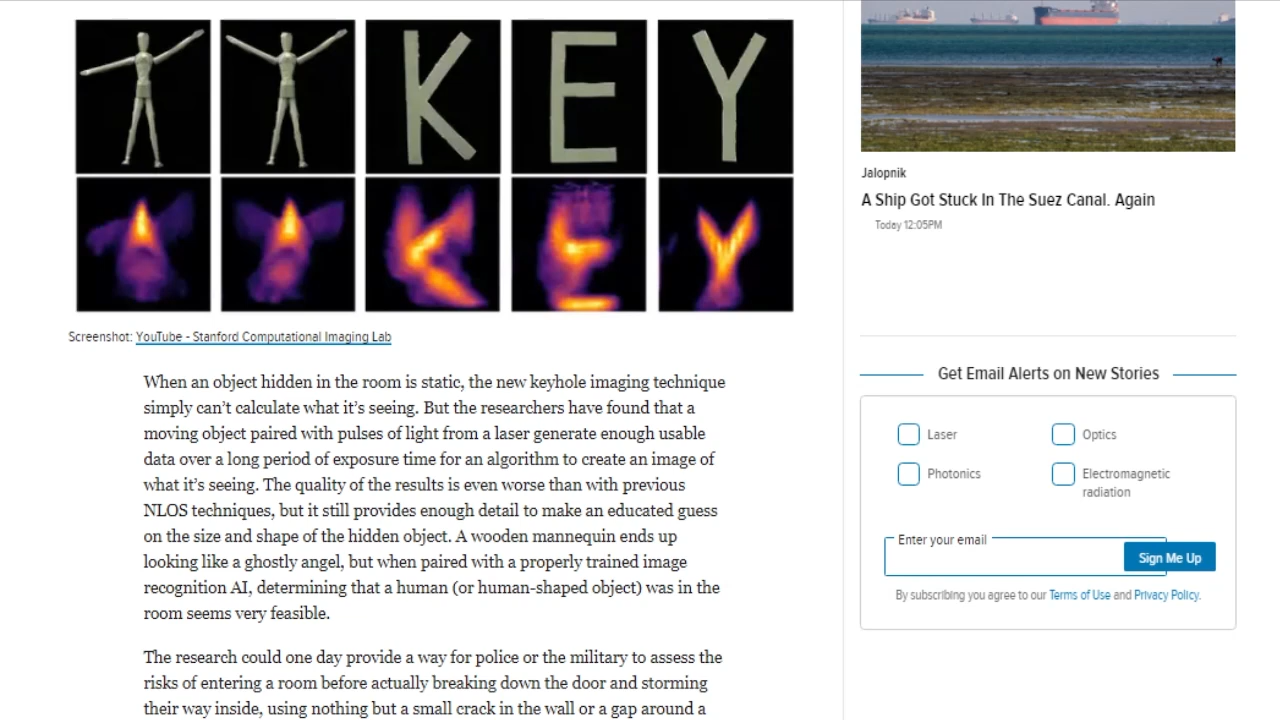 K E Y
Screenshot: YouTube - Stanford Computational Imaging Lab
When an object hidden in the room is static, the new keyhole imaging technique
simply can’t calculate what it’s seeing. But the researchers have found that a
moving object paired with pulses of light from a laser generate enough usable
data over a long period of exposure time for an algorithm to create an image of
what it’s seeing. The quality of the results is even worse than with previous
NLOS techniques, but it still provides enough detail to make an educated guess
on the size and shape of the hidden object. A wooden mannequin ends up
looking like a ghostly angel, but when paired with a properly trained image
recognition AI, determining that a human (or human-shaped object) was in the
room seems very feasible.
The research could one day provide a way for police or the military to assess the
risks of entering a room before actually breaking down the door and storming
their way inside, using nothing but a small crack in the wall or a gap around a
Jalopnik
A Ship Got Stuck In The Suez Canal. Again
Today 12:05PM
Get Email Alerts on New Stories
Laser
Optics
Photonics
Electromagnetic
radiation
Enter your email
Sign Me Up
By subscribing you agree to our Terms of Use and Privacy Policy.